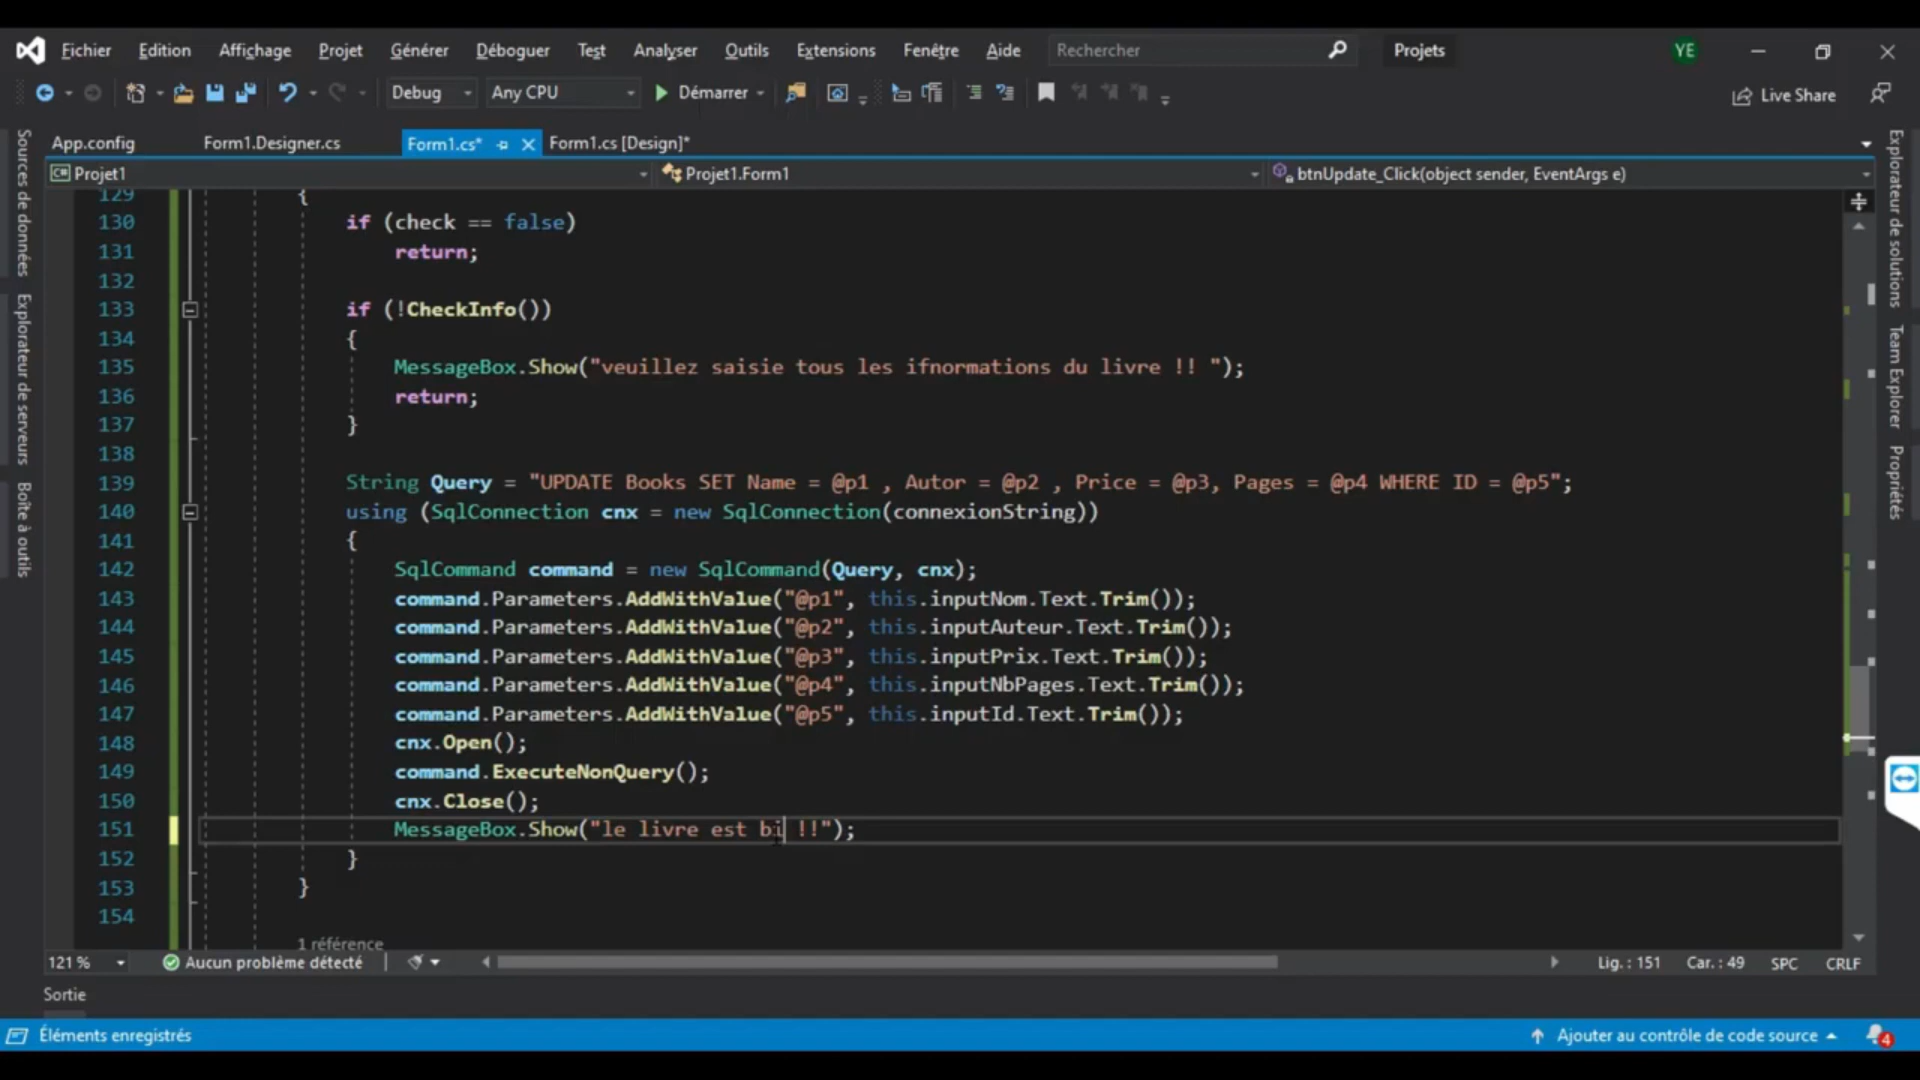 Fichier Edition Affichage Projet Générer Déboguer Test Analyser Outils Extensions Fenêtre Aide Rechercher Projets YE
Debug Any CPU Démarrer Live Share
App.config Form1.Designer.cs Form1.cs* Form1.cs [Design]*
C# Projet1 Projet1.Form1 btnUpdate_Click(object sender, EventArgs e)
Sources de données
Explorateur de serveurs
Boîte à outils
129 {
130 if (check == false)
131 return;
132
133 if (!CheckInfo())
134 {
135 MessageBox.Show("veuillez saisie tous les ifnormations du livre !! ");
136 return;
137 }
138
139 String Query = "UPDATE Books SET Name = @p1 , Autor = @p2 , Price = @p3, Pages = @p4 WHERE ID = @p5";
140 using (SqlConnection cnx = new SqlConnection(connexionString))
141 {
142 SqlCommand command = new SqlCommand(Query, cnx);
143 command.Parameters.AddWithValue("@p1", this.inputNom.Text.Trim());
144 command.Parameters.AddWithValue("@p2", this.inputAuteur.Text.Trim());
145 command.Parameters.AddWithValue("@p3", this.inputPrix.Text.Trim());
146 command.Parameters.AddWithValue("@p4", this.inputNbPages.Text.Trim());
147 command.Parameters.AddWithValue("@p5", this.inputId.Text.Trim());
148 cnx.Open();
149 command.ExecuteNonQuery();
150 cnx.Close();
151 MessageBox.Show("le livre est bi !!");
152 }
153 }
154
1 référence
Explorateur de solutions
Team Explorer
Propriétés
121 % Aucun problème détecté Lig. : 151 Car. : 49 SPC CRLF
Sortie
Éléments enregistrés Ajouter au contrôle de code source 4